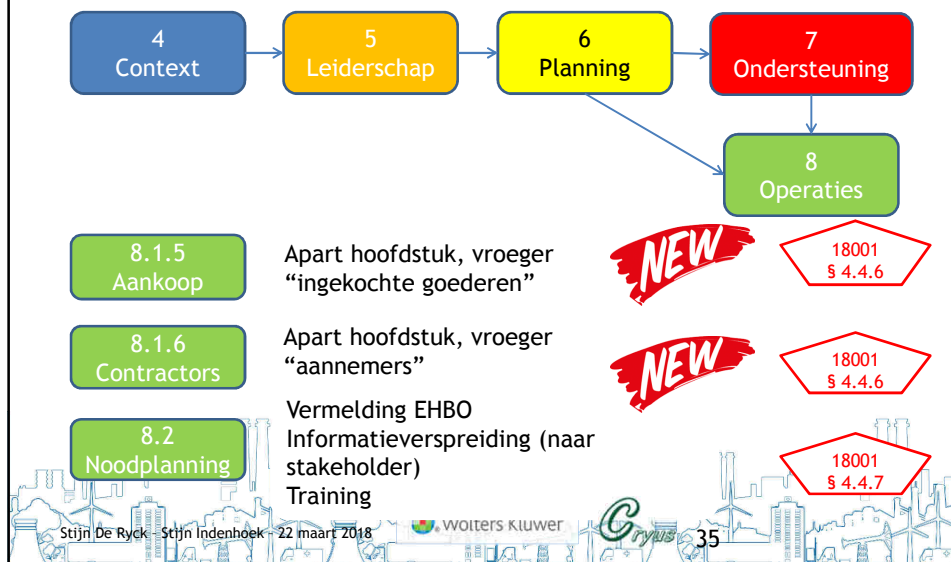 4
Context
5
Leiderschap
6
Planning
7
Ondersteuning
8
Operaties
8.1.5
Aankoop
Apart hoofdstuk, vroeger
“ingekochte goederen”
NEW
18001
§ 4.4.6
8.1.6
Contractors
Apart hoofdstuk, vroeger
“aannemers”
NEW
18001
§ 4.4.6
8.2
Noodplanning
Vermelding EHBO
Informatieverspreiding (naar
stakeholder)
Training
18001
§ 4.4.7
Stijn De Ryck – Stijn Indenhoek – 22 maart 2018
Wolters Kluwer
Cryus
35